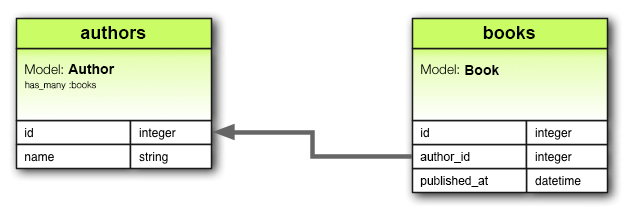 authors
Model: Author
has_many :books
id integer
name string
books
Model: Book
id integer
author_id integer
published_at datetime